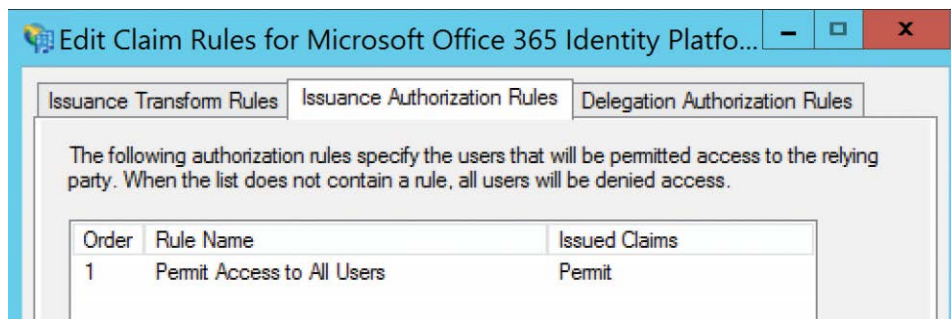 Edit Claim Rules for Microsoft Office 365 Identity Platfo...
Issuance Transform Rules Issuance Authorization Rules Delegation Authorization Rules
The following authorization rules specify the users that will be permitted access to the relying
party. When the list does not contain a rule, all users will be denied access.
Order Rule Name Issued Claims
1 Permit Access to All Users Permit